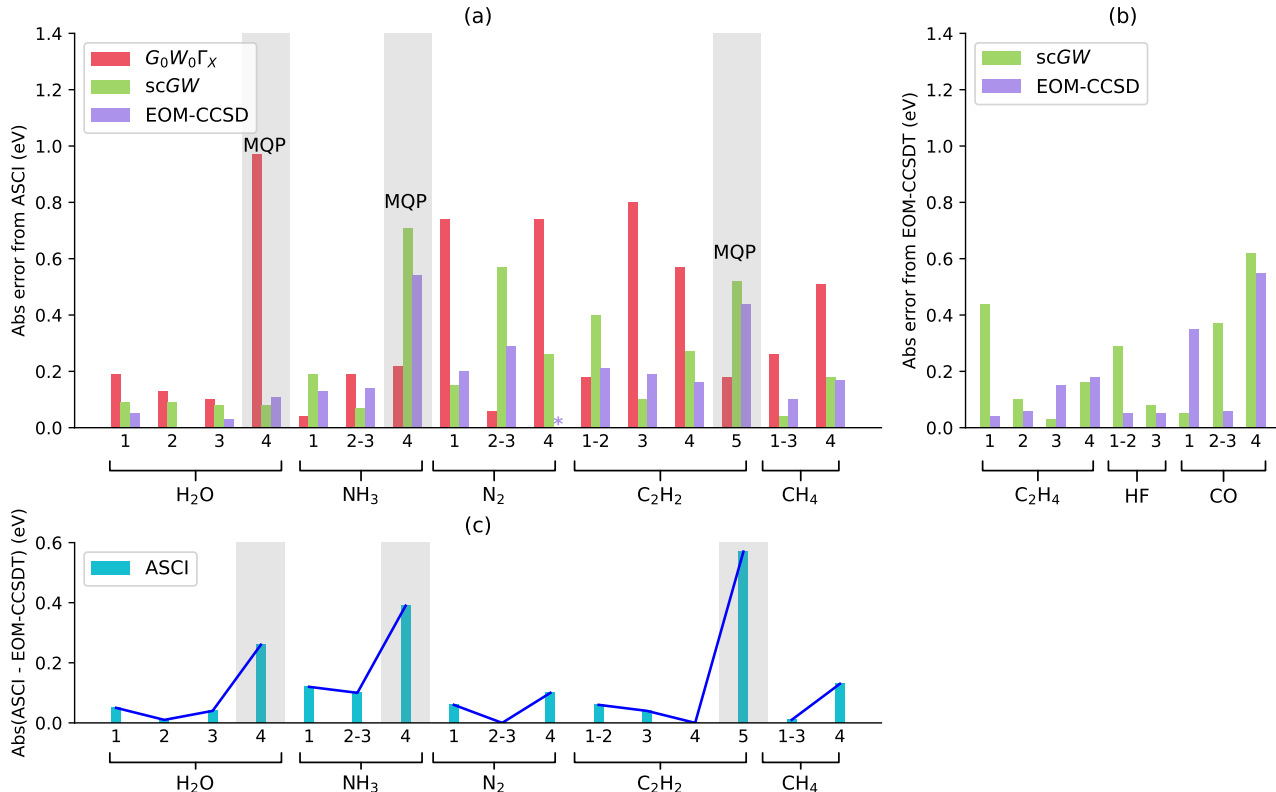 (a)
Abs error from ASCI (eV)
1.4
1.2
1.0
0.8
0.6
0.4
0.2
0.0
G₀W₀Γ_X
scGW
EOM-CCSD
MQP
MQP
MQP
*
1 2 3 4 1 2-3 4 1 2-3 4 1-2 3 4 5 1-3 4
H₂O NH₃ N₂ C₂H₂ CH₄
(b)
Abs error from EOM-CCSDT (eV)
1.4
1.2
1.0
0.8
0.6
0.4
0.2
0.0
scGW
EOM-CCSD
1 2 3 4 1-2 3 1 2-3 4
C₂H₄ HF CO
(c)
Abs(ASCI - EOM-CCSDT) (eV)
0.6
0.4
0.2
0.0
ASCI
1 2 3 4 1 2-3 4 1 2-3 4 1-2 3 4 5 1-3 4
H₂O NH₃ N₂ C₂H₂ CH₄